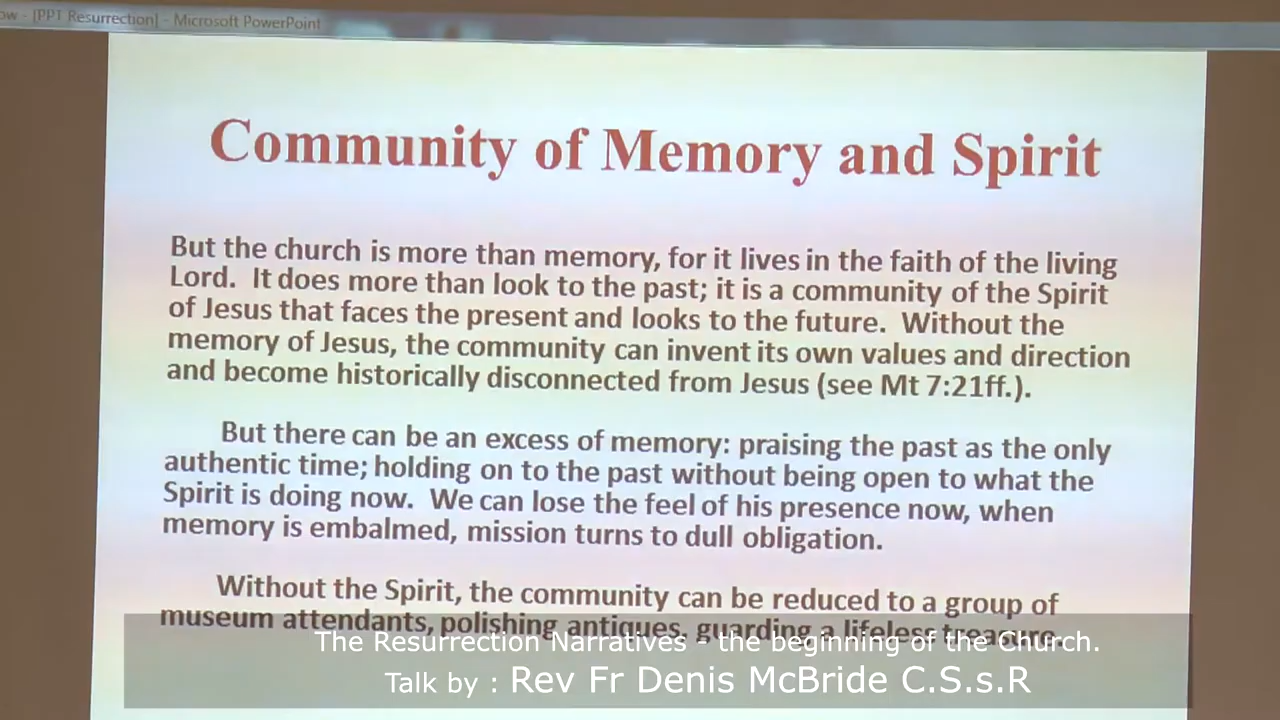 ow - [PPT Resurrection] - Microsoft PowerPoint
Community of Memory and Spirit
But the church is more than memory, for it lives in the faith of the living
Lord. It does more than look to the past; it is a community of the Spirit
of Jesus that faces the present and looks to the future. Without the
memory of Jesus, the community can invent its own values and direction
and become historically disconnected from Jesus (see Mt 7:21ff.).
But there can be an excess of memory: praising the past as the only
authentic time; holding on to the past without being open to what the
Spirit is doing now. We can lose the feel of his presence now, when
memory is embalmed, mission turns to dull obligation.
Without the Spirit, the community can be reduced to a group of
museum attendants, polishing antiques, guarding a lifeless treasure.
The Resurrection Narratives - the beginning of the Church.
Talk by : Rev Fr Denis McBride C.S.s.R